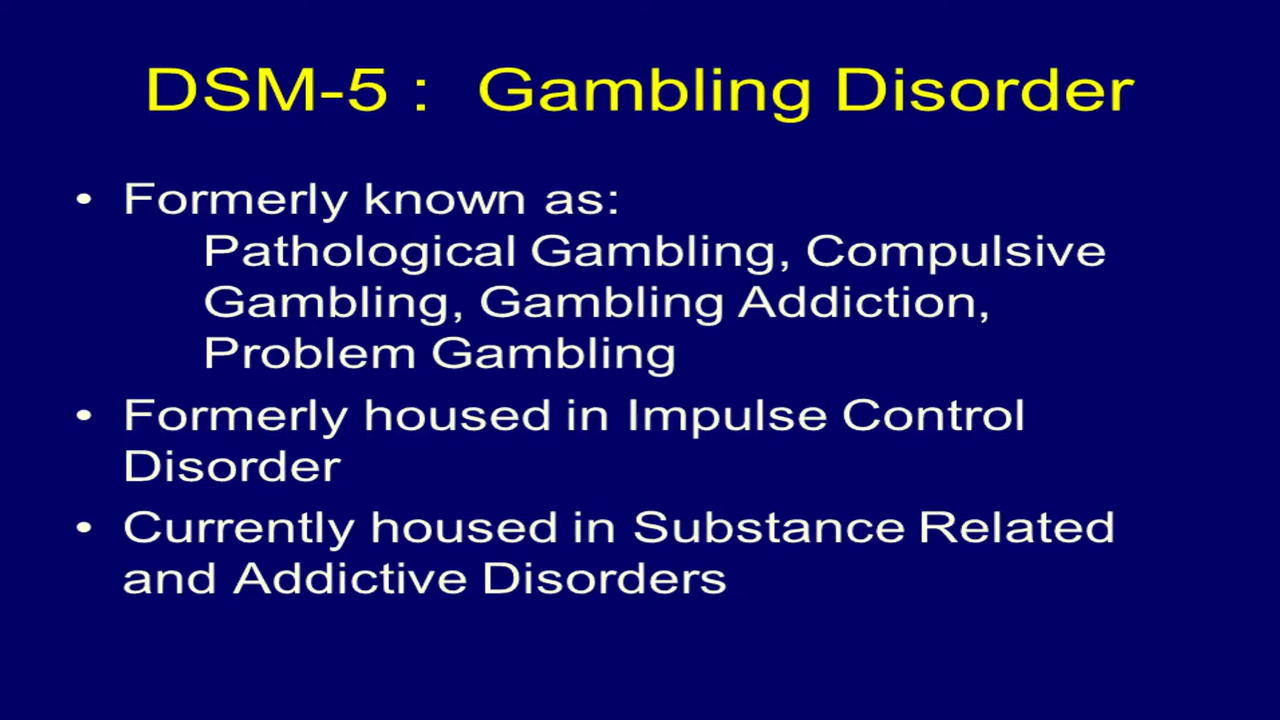 DSM-5 : Gambling Disorder
• Formerly known as:
Pathological Gambling, Compulsive
Gambling, Gambling Addiction,
Problem Gambling
• Formerly housed in Impulse Control
Disorder
• Currently housed in Substance Related
and Addictive Disorders